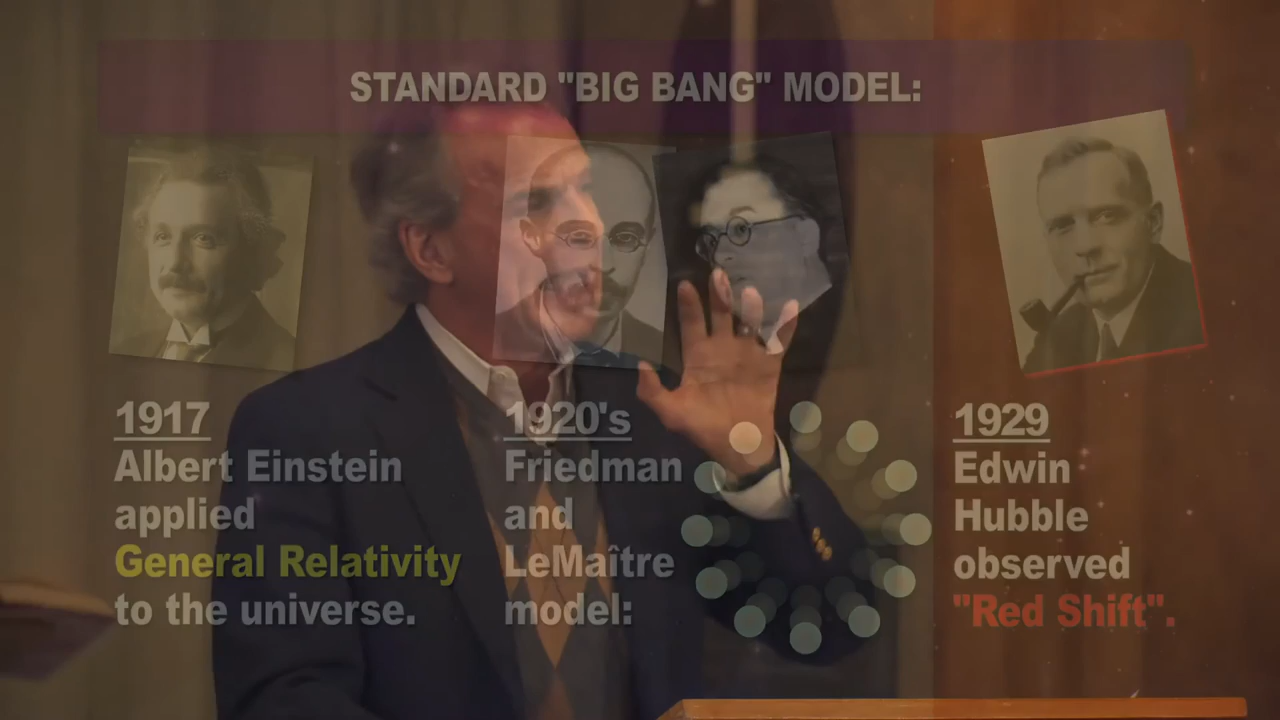 STANDARD "BIG BANG" MODEL:
1917
Albert Einstein
applied
General Relativity
to the universe.
1920's
Friedman
and
LeMaître
model:
1929
Edwin
Hubble
observed
"Red Shift".